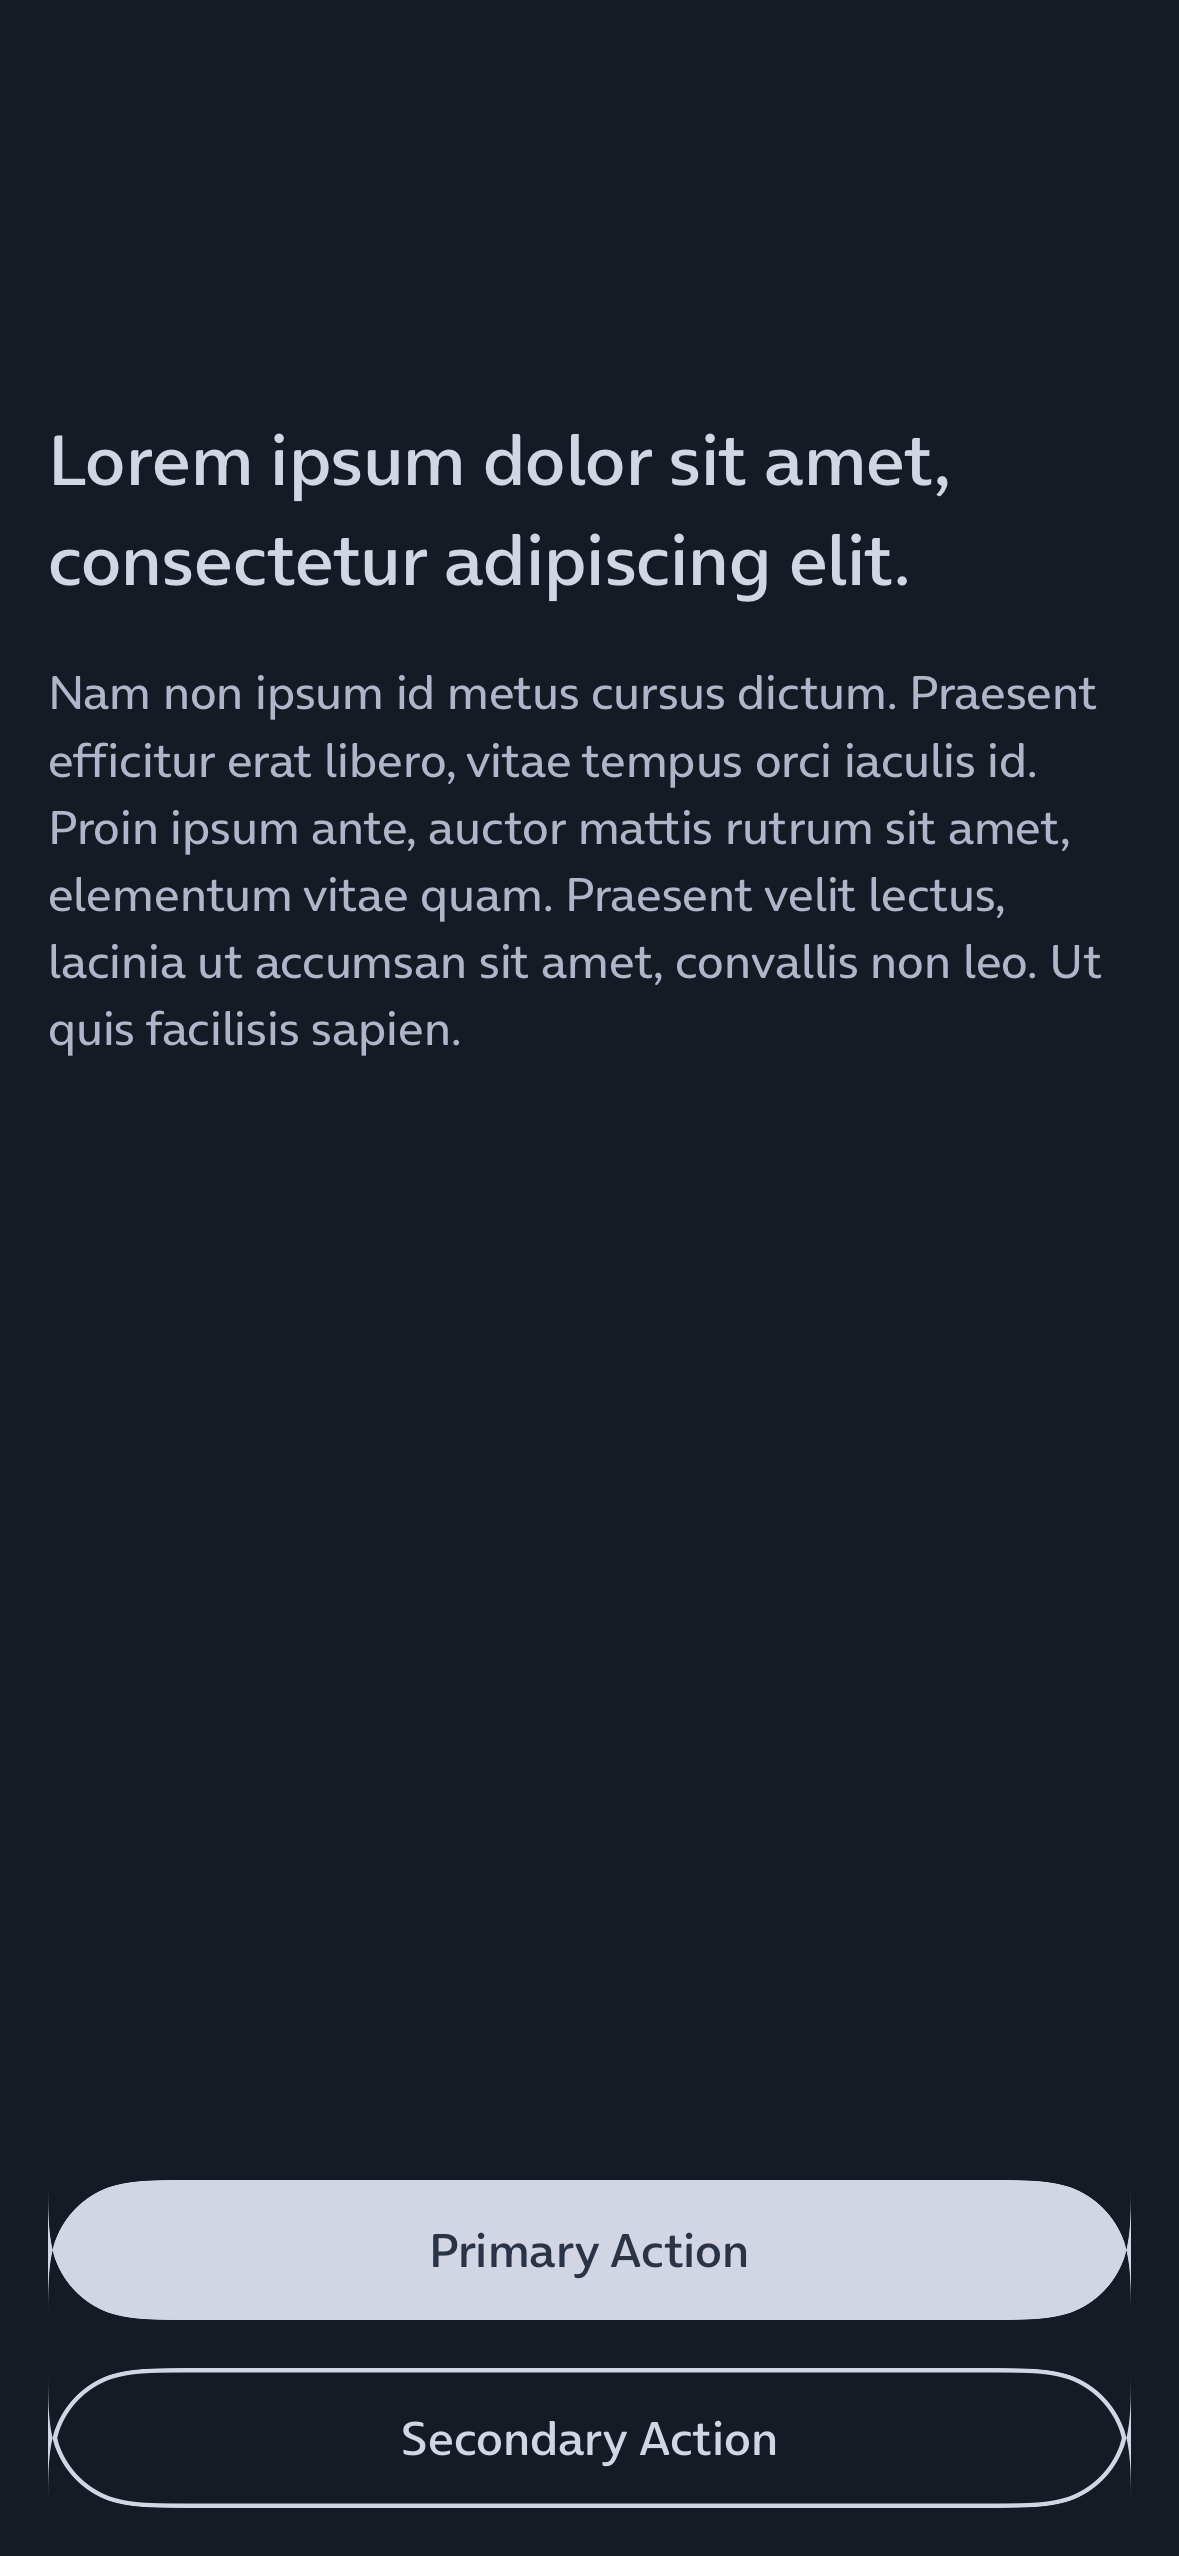 Lorem ipsum dolor sit amet,
consectetur adipiscing elit.
Nam non ipsum id metus cursus dictum. Praesent
efficitur erat libero, vitae tempus orci iaculis id.
Proin ipsum ante, auctor mattis rutrum sit amet,
elementum vitae quam. Praesent velit lectus,
lacinia ut accumsan sit amet, convallis non leo. Ut
quis facilisis sapien.
Primary Action
Secondary Action